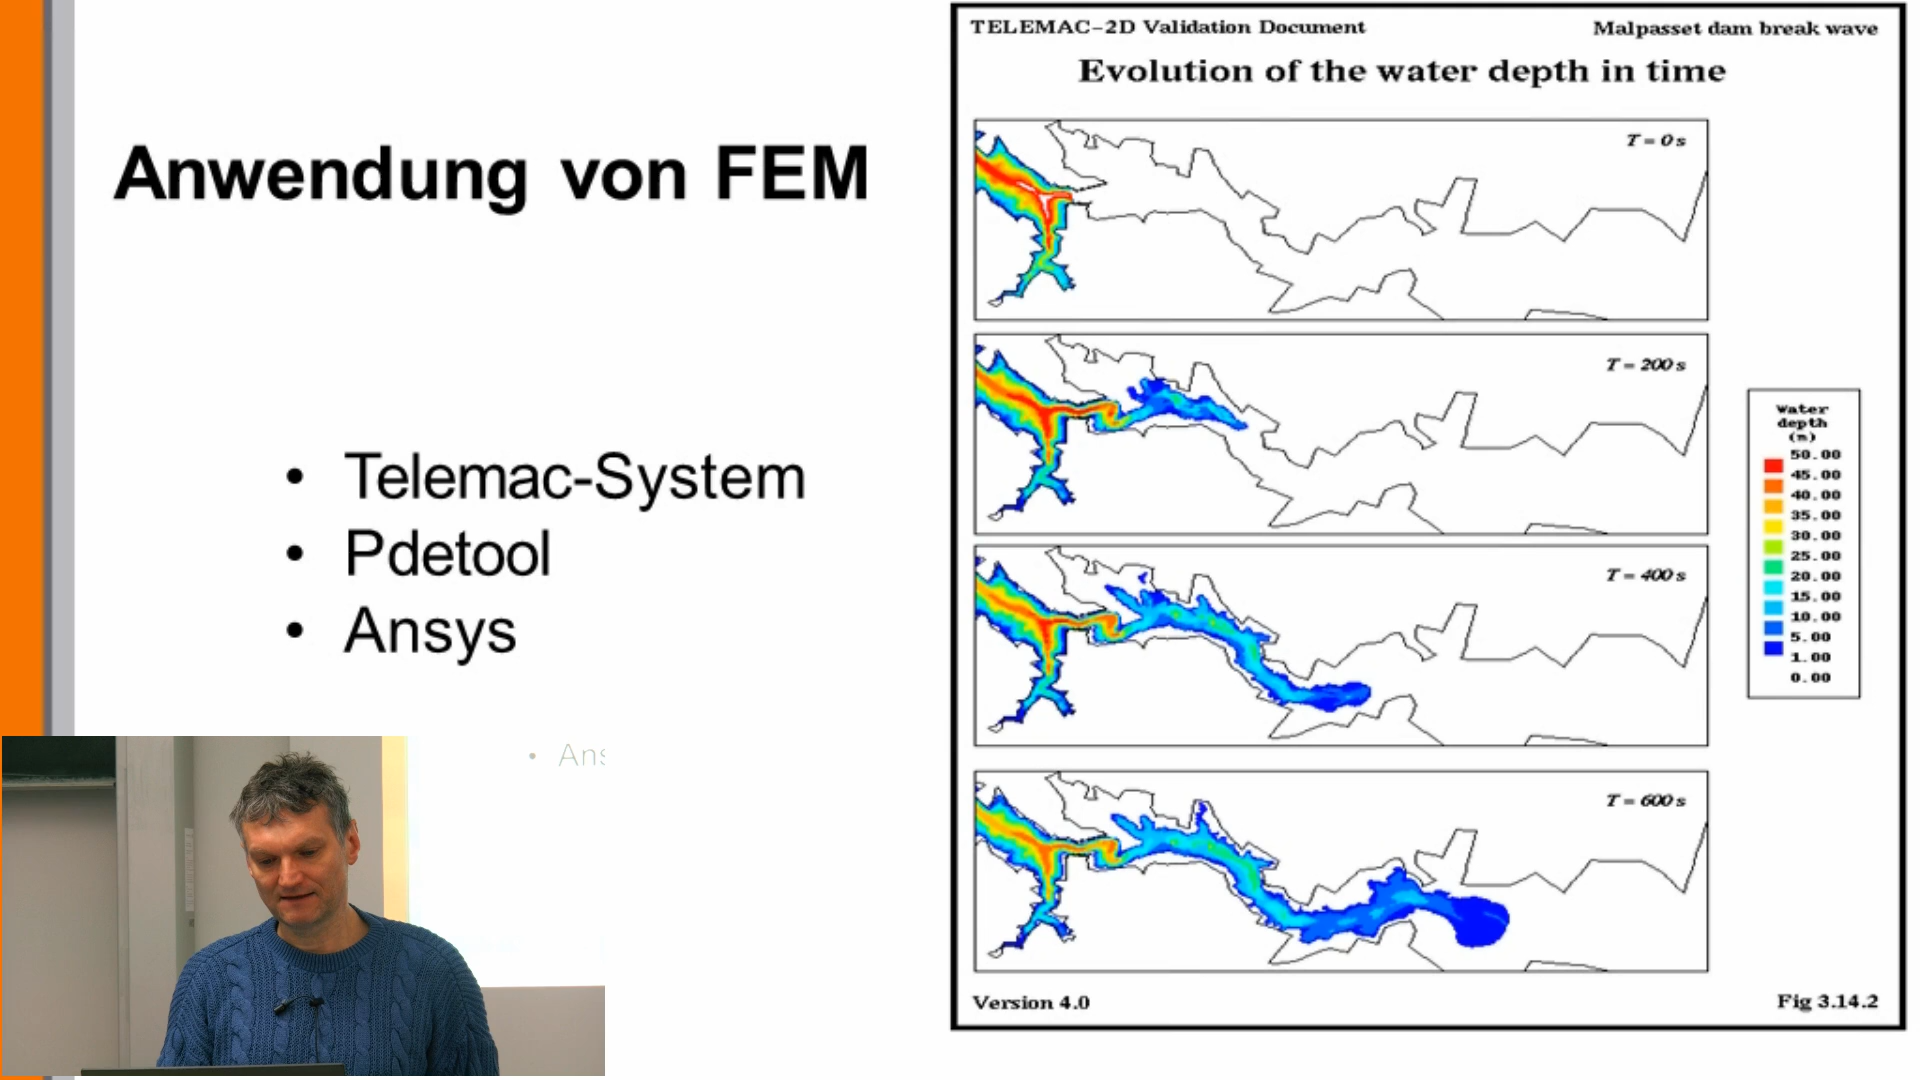 Anwendung von FEM
• Telemac-System
• Pdetool
• Ansys
• Ans
TELEMAC-2D Validation Document
Malpasset dam break wave
Evolution of the water depth in time
T = 0 s
T = 200 s
T = 400 s
T = 600 s
Water
depth
(m)
50.00
45.00
40.00
35.00
30.00
25.00
20.00
15.00
10.00
5.00
1.00
0.00
Version 4.0
Fig 3.14.2